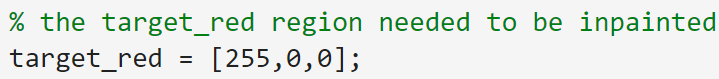 % the target_red region needed to be inpainted
target_red = [255,0,0];